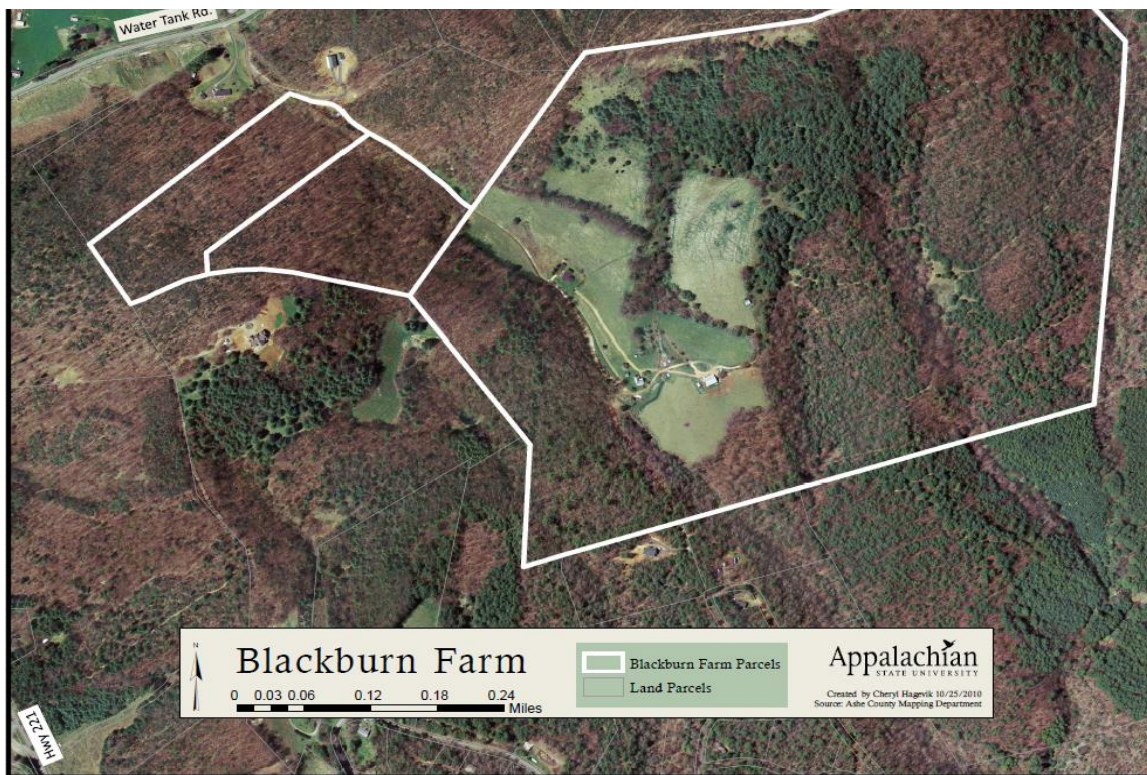 Water Tank Rd.
N
Blackburn Farm
0 0.03 0.06 0.12 0.18 0.24
Miles
Blackburn Farm Parcels
Land Parcels
Appalachian
STATE UNIVERSITY
Created by Cheryl Hagevik 10/25/2010
Source: Ashe County Mapping Department
Hwy 221